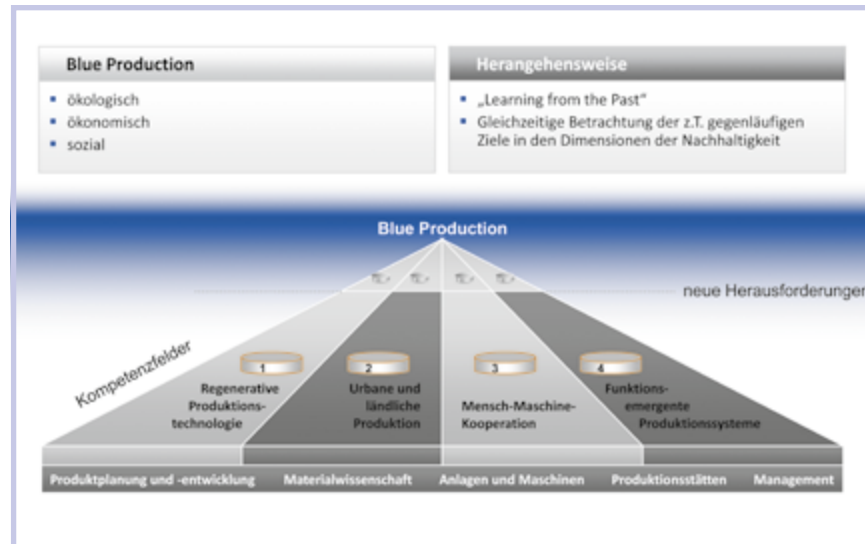 Blue Production
ökologisch
ökonomisch
sozial
Herangehensweise
„Learning from the Past“
Gleichzeitige Betrachtung der z.T. gegenläufigen
Ziele in den Dimensionen der Nachhaltigkeit
Blue Production
neue Herausforderungen
Kompetenzfelder
1
Regenerative
Produktions-
technologie
2
Urbane und
ländliche
Produktion
3
Mensch-Maschine-
Kooperation
4
Funktions-
emergente
Produktionssysteme
Produktplanung und -entwicklung
Materialwissenschaft
Anlagen und Maschinen
Produktionsstätten
Management